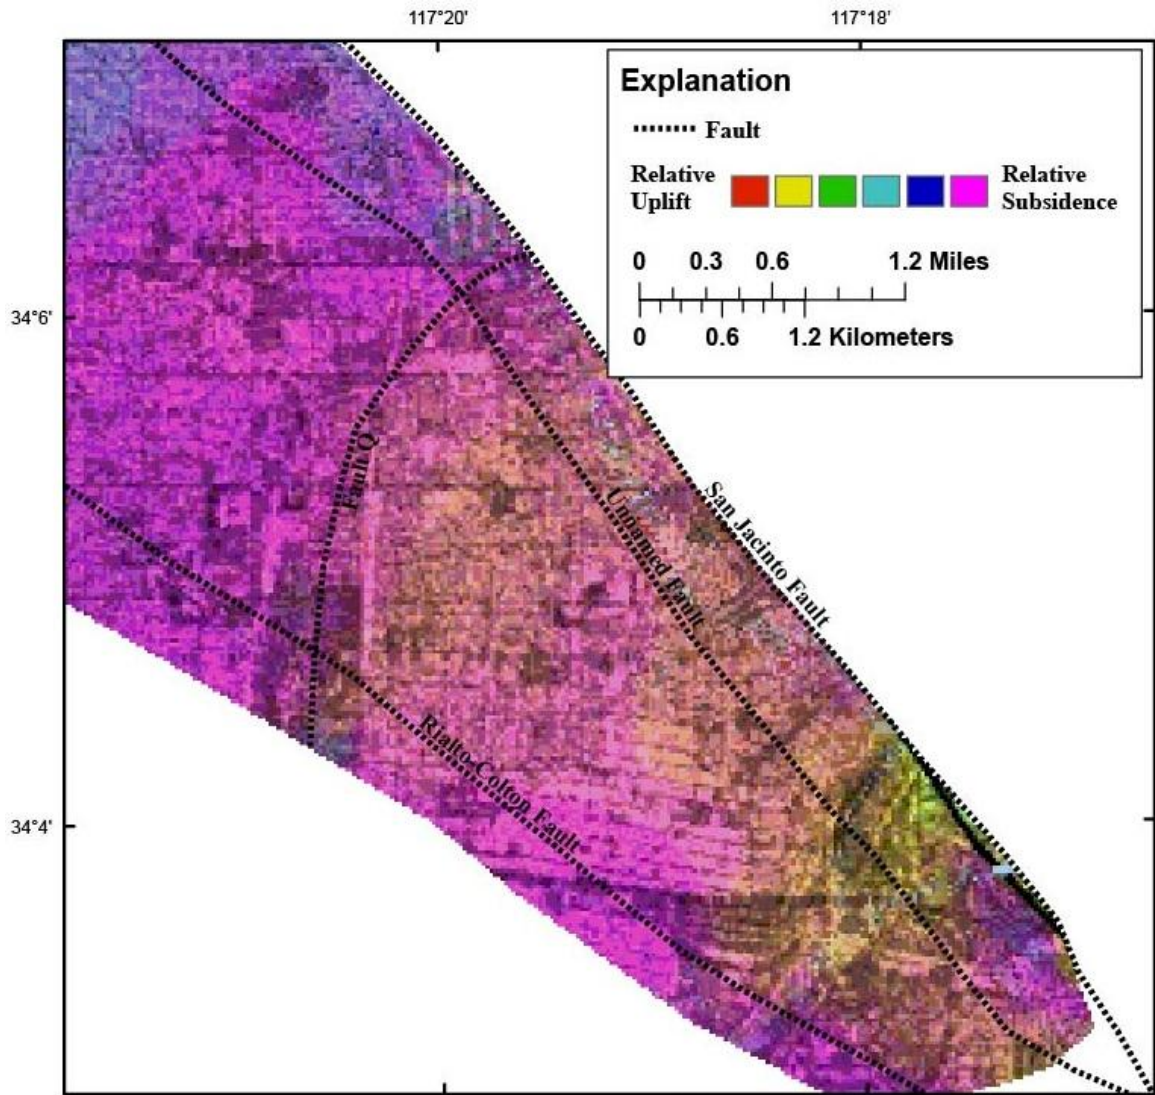 117°20' 117°18'
Explanation
Fault
Relative Uplift
Relative Subsidence
0 0.3 0.6 1.2 Miles
0 0.6 1.2 Kilometers
34°6'
Fault Q
Unnamed Fault
San Jacinto Fault
Rialto-Colton Fault
34°4'